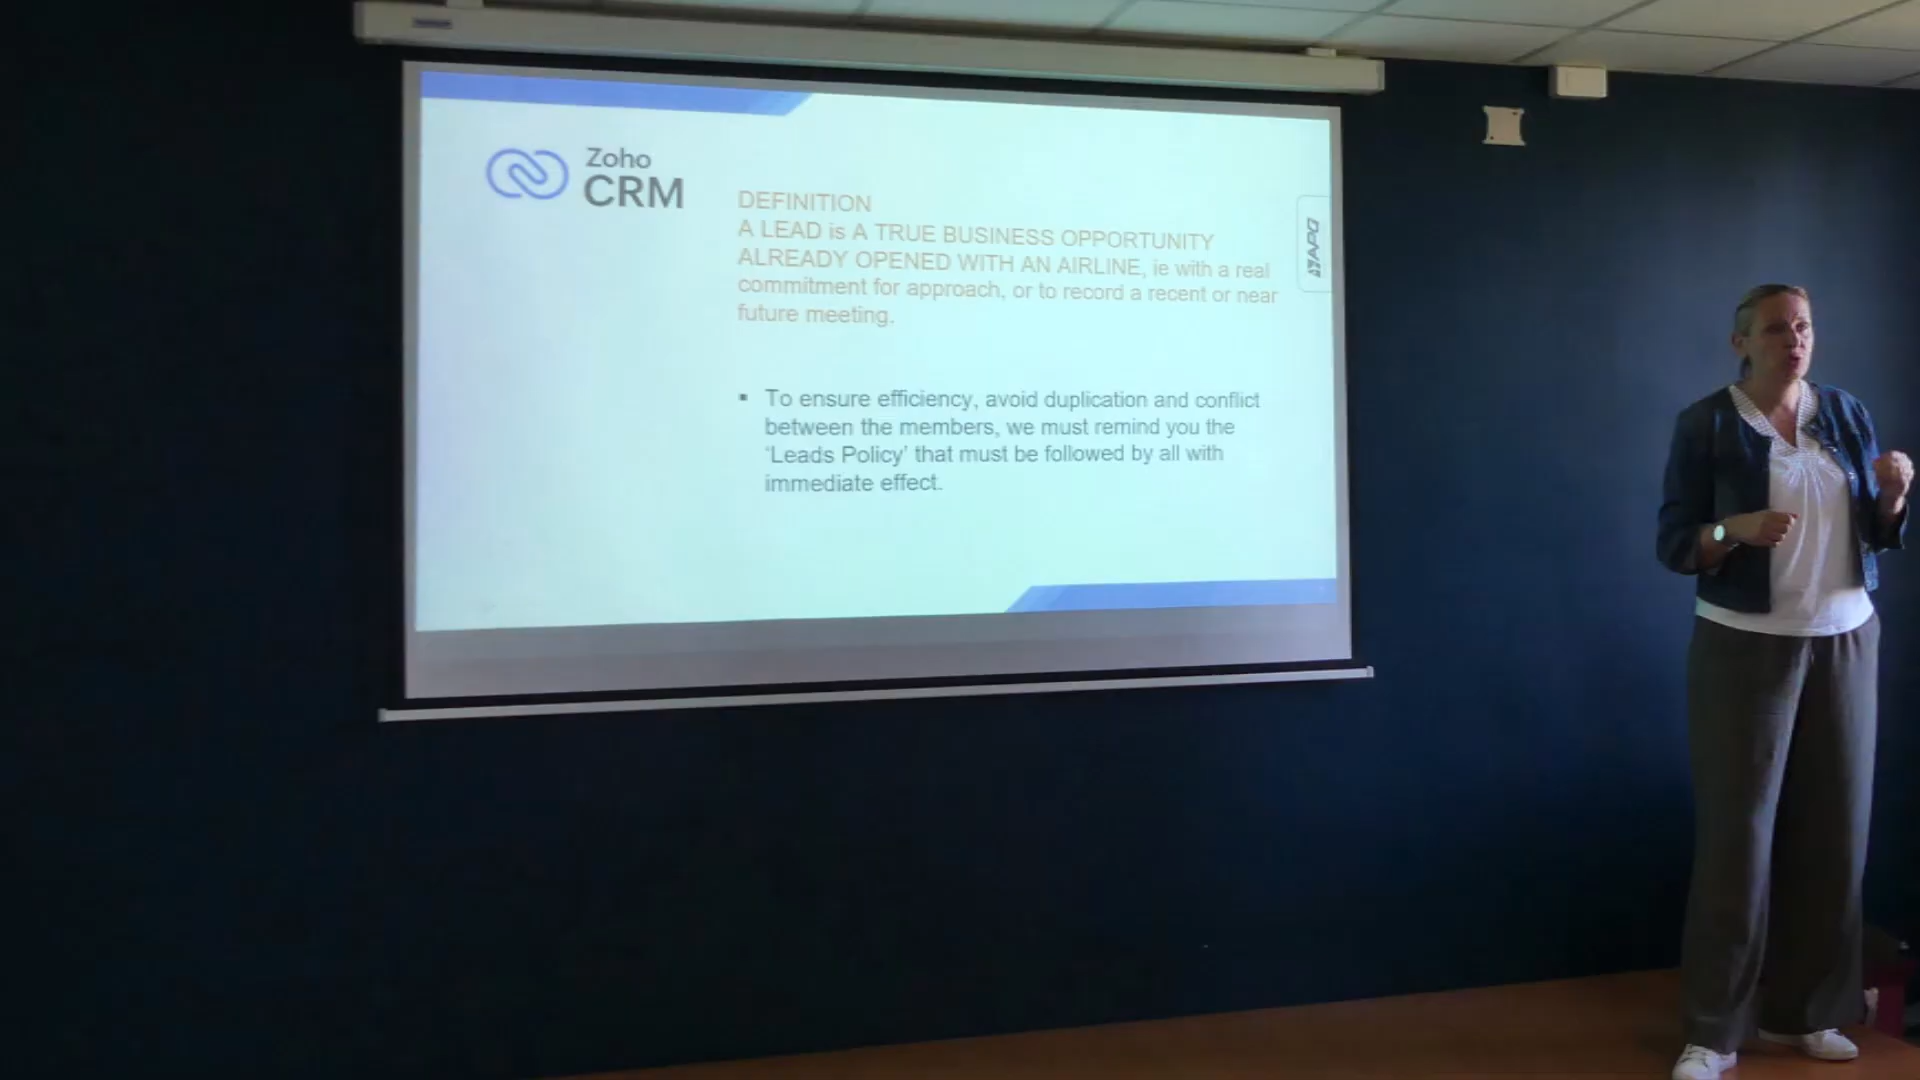 Zoho
CRM
DEFINITION
A LEAD is A TRUE BUSINESS OPPORTUNITY
ALREADY OPENED WITH AN AIRLINE, ie with a real
commitment for approach, or to record a recent or near
future meeting.
▪ To ensure efficiency, avoid duplication and conflict
between the members, we must remind you the
‘Leads Policy’ that must be followed by all with
immediate effect.